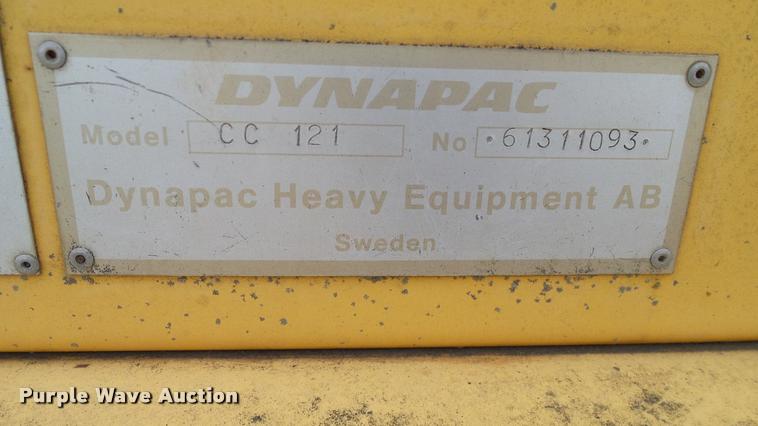 DYNAPAC
Model CC 121 No ·61311093·
Dynapac Heavy Equipment AB
Sweden
Purple Wave Auction